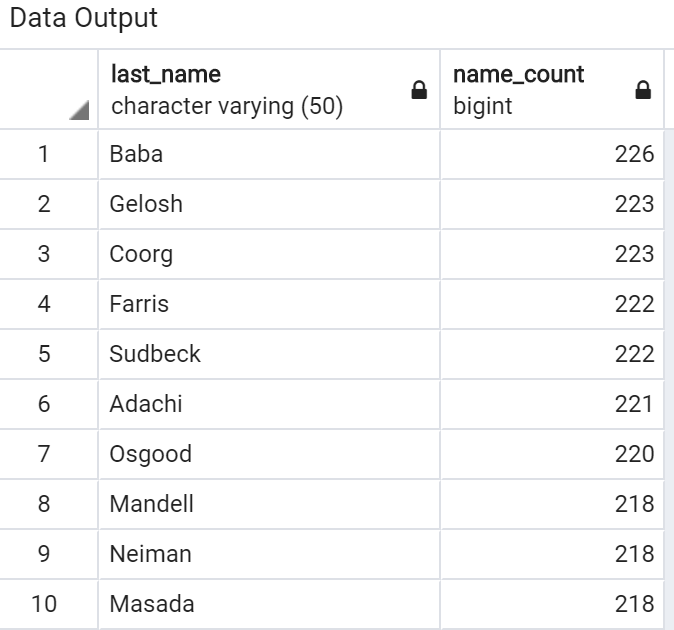 Data Output
last_name name_count
character varying (50) bigint
1 Baba 226
2 Gelosh 223
3 Coorg 223
4 Farris 222
5 Sudbeck 222
6 Adachi 221
7 Osgood 220
8 Mandell 218
9 Neiman 218
10 Masada 218